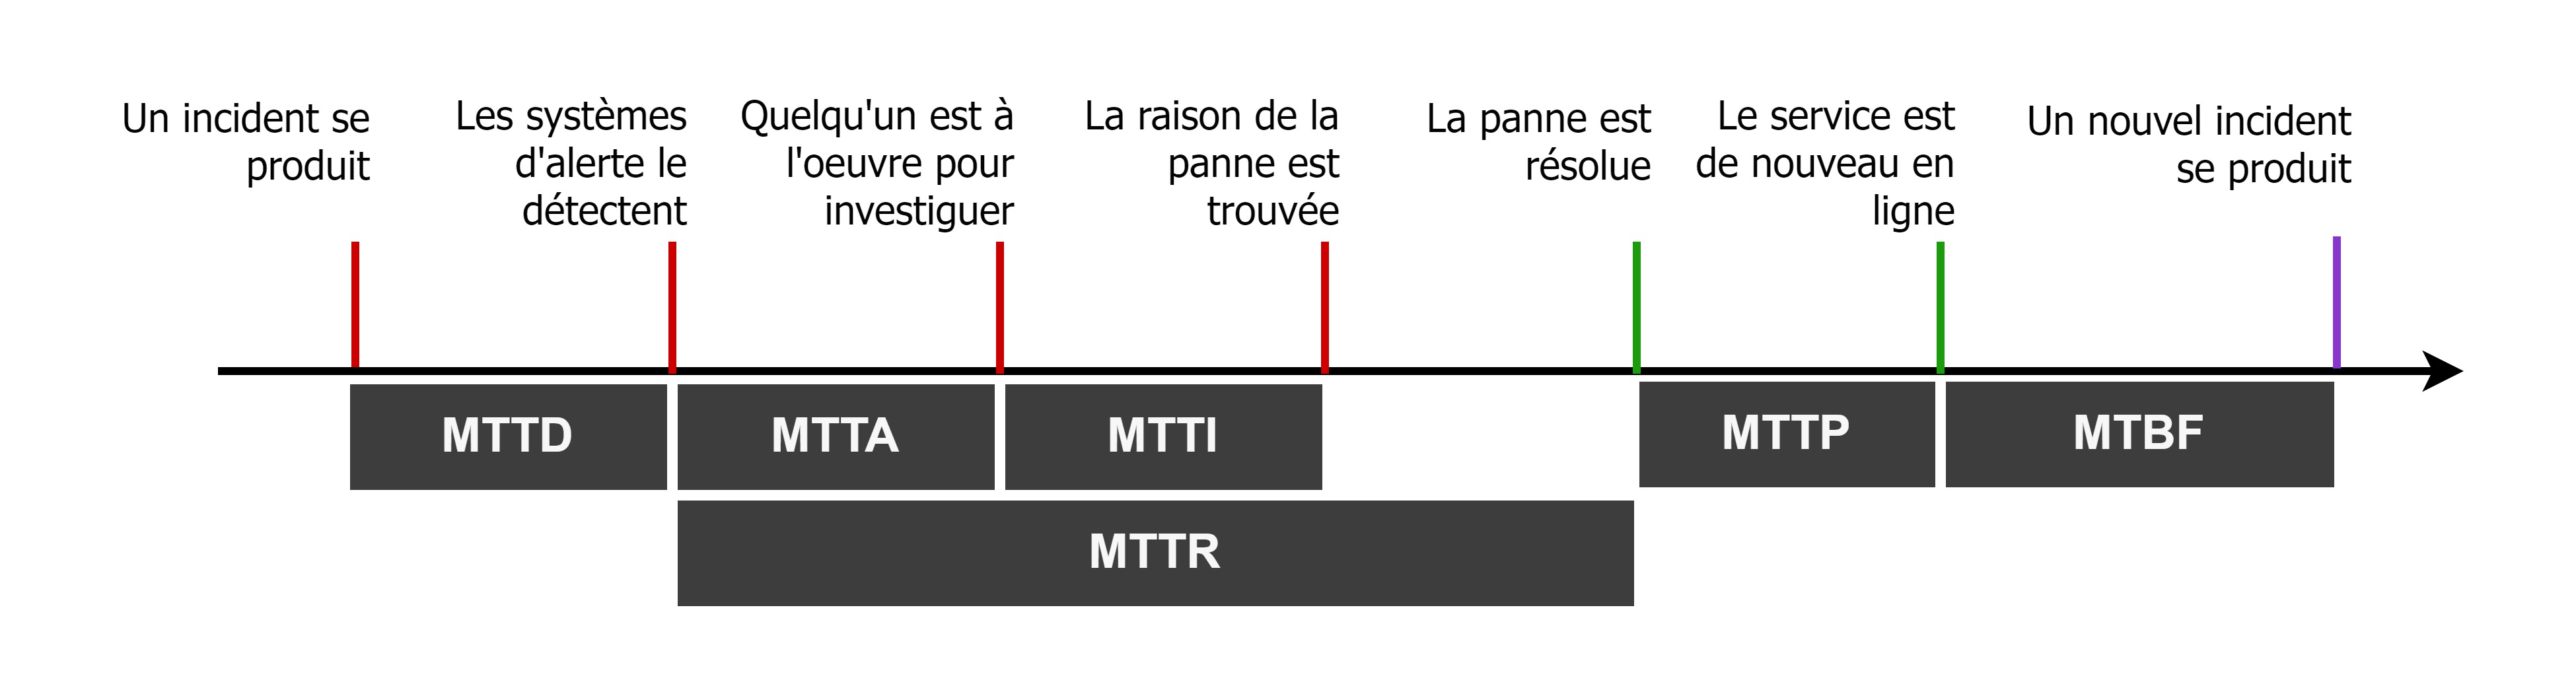 Un incident se
produit
Les systèmes
d'alerte le
détectent
Quelqu'un est à
l'oeuvre pour
investiguer
La raison de la
panne est
trouvée
La panne est
résolue
Le service est
de nouveau en
ligne
Un nouvel incident
se produit
MTTD
MTTA
MTTI
MTTP
MTBF
MTTR